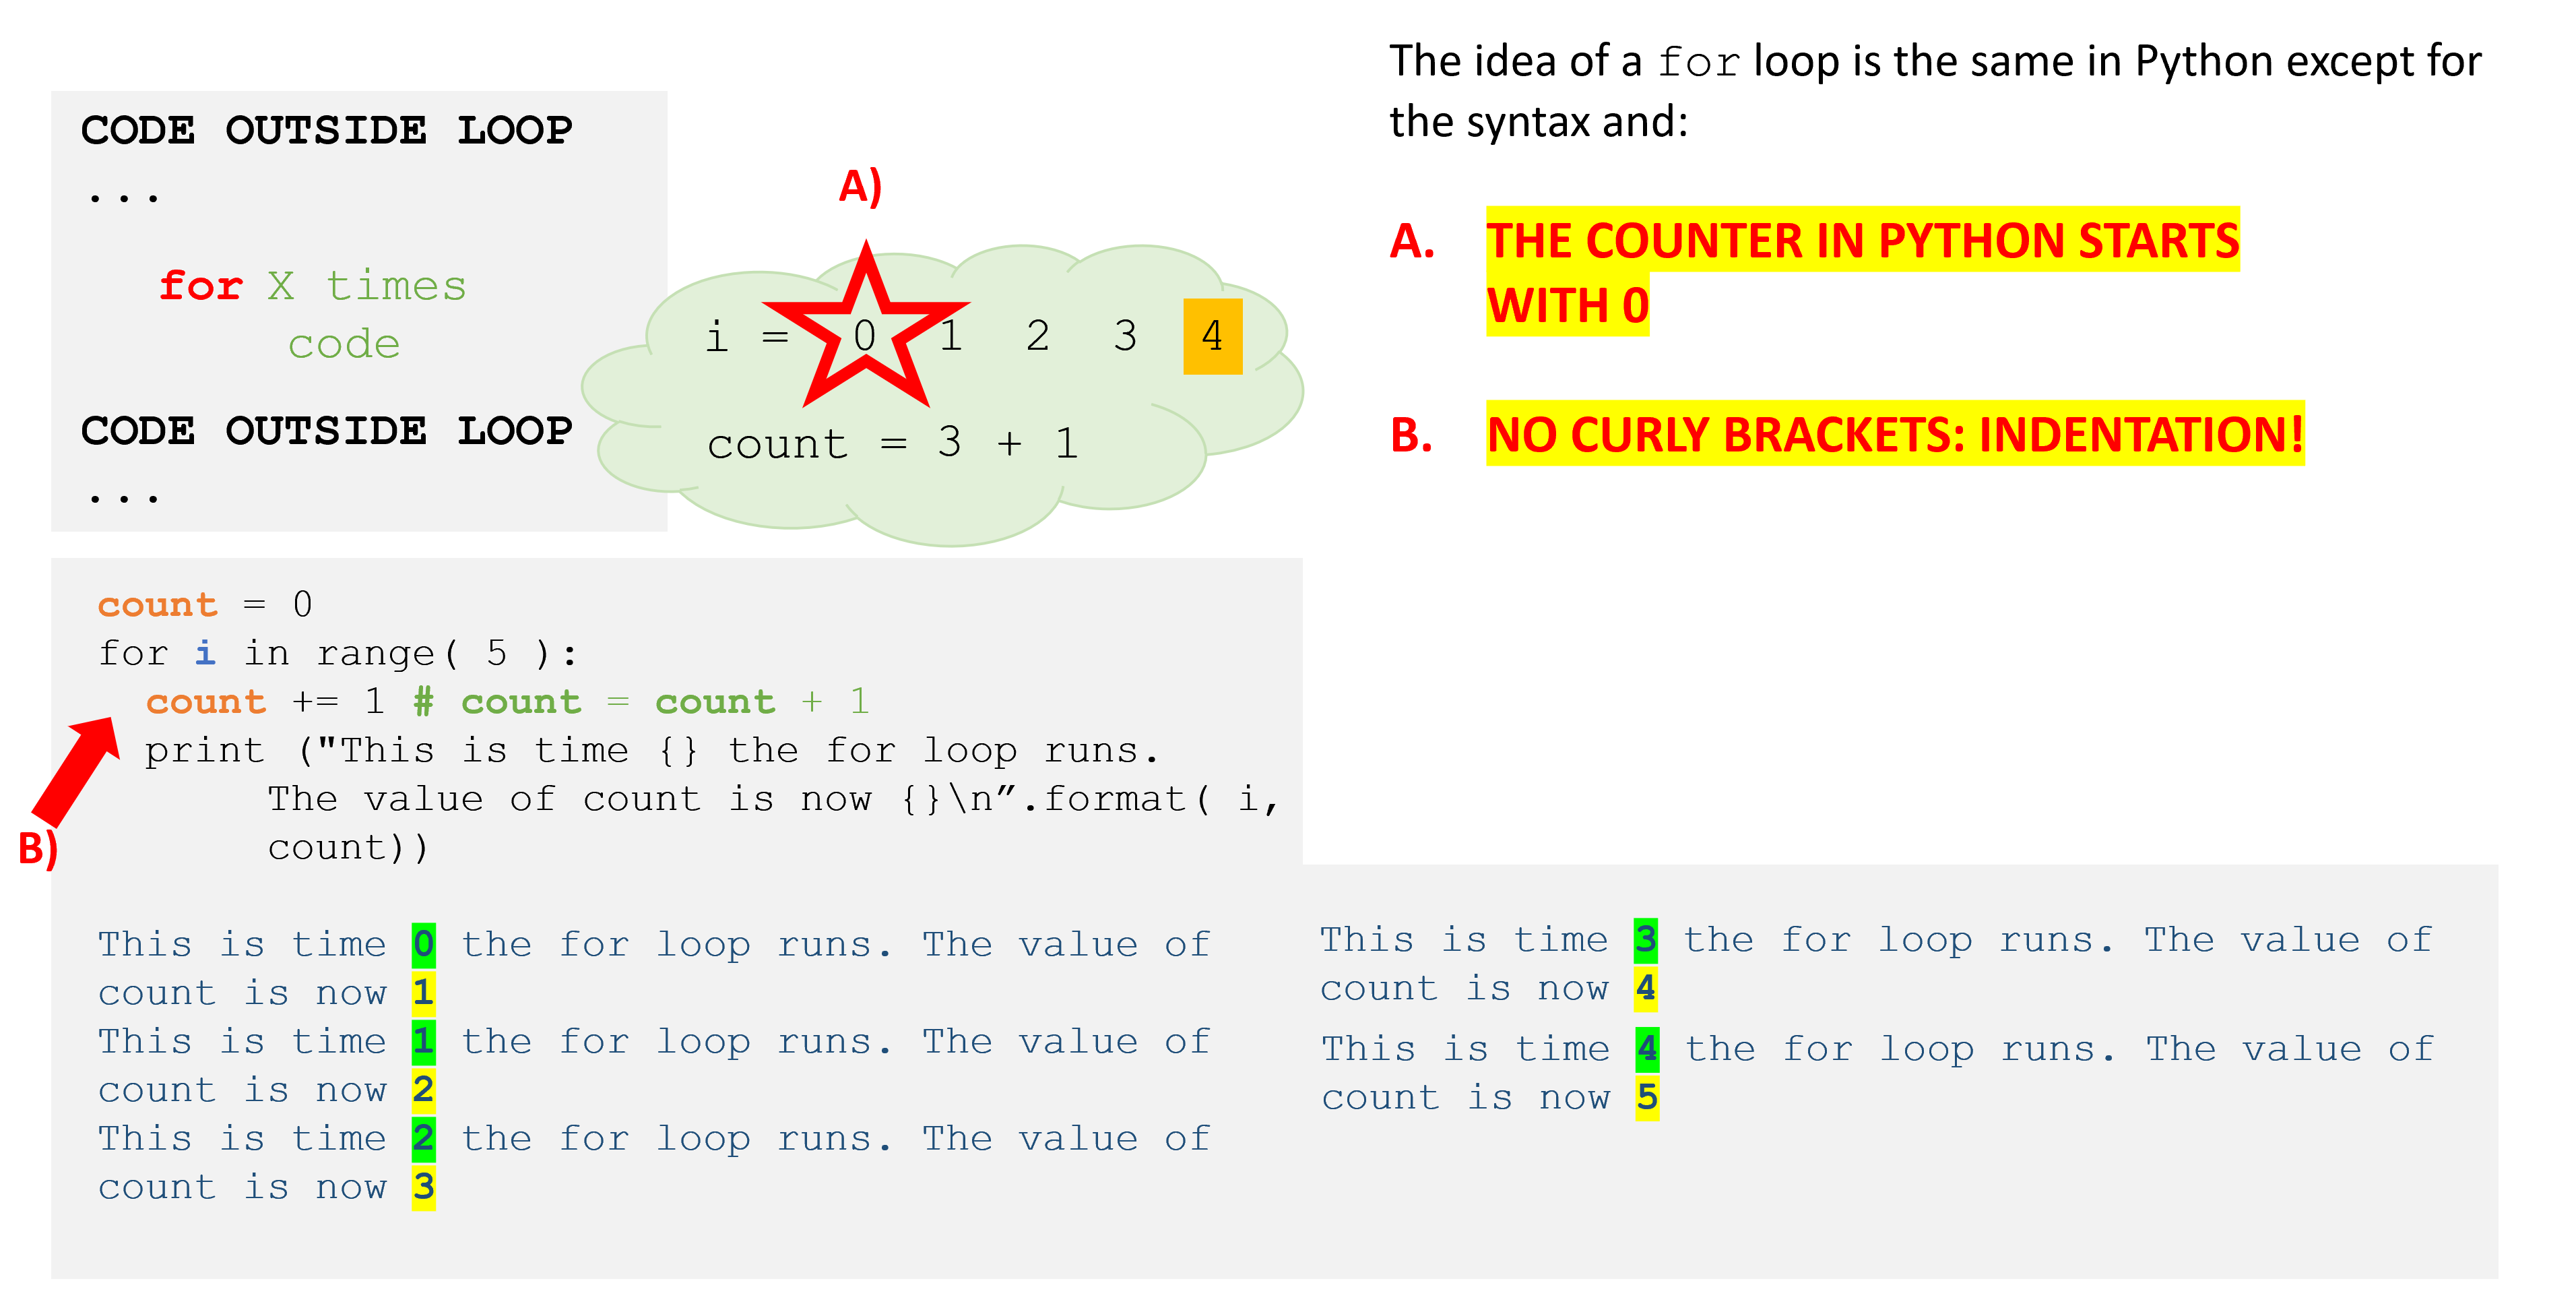 CODE OUTSIDE LOOP
...
for X times
code
CODE OUTSIDE LOOP
...
A)
i = 0 1 2 3 4
count = 3 + 1
The idea of a for loop is the same in Python except for
the syntax and:
A. THE COUNTER IN PYTHON STARTS
WITH 0
B. NO CURLY BRACKETS: INDENTATION!
count = 0
for i in range( 5 ):
count += 1 # count = count + 1
print ("This is time {} the for loop runs.
The value of count is now {}\n”.format( i,
count))
B)
This is time 0 the for loop runs. The value of
count is now 1
This is time 1 the for loop runs. The value of
count is now 2
This is time 2 the for loop runs. The value of
count is now 3
This is time 3 the for loop runs. The value of
count is now 4
This is time 4 the for loop runs. The value of
count is now 5